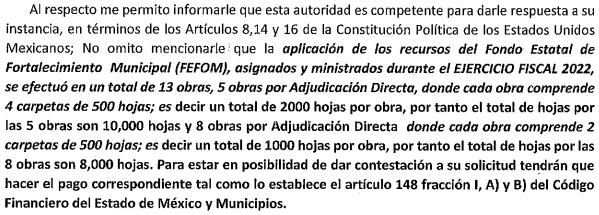 Al respecto me permito informarle que esta autoridad es competente para darle respuesta a su
instancia, en términos de los Artículos 8,14 y 16 de la Constitución Política de los Estados Unidos
Mexicanos; No omito mencionarle que la aplicación de los recursos del Fondo Estatal de
Fortalecimiento Municipal (FEFOM), asignados y ministrados durante el EJERCICIO FISCAL 2022,
se efectuó en un total de 13 obras, 5 obras por Adjudicación Directa, donde cada obra comprende
4 carpetas de 500 hojas; es decir un total de 2000 hojas por obra, por tanto el total de hojas por
las 5 obras son 10,000 hojas y 8 obras por Adjudicación Directa donde cada obra comprende 2
carpetas de 500 hojas; es decir un total de 1000 hojas por obra, por tanto el total de hojas por las
8 obras son 8,000 hojas. Para estar en posibilidad de dar contestación a su solicitud tendrán que
hacer el pago correspondiente tal como lo establece el artículo 148 fracción I, A) y B) del Código
Financiero del Estado de México y Municipios.